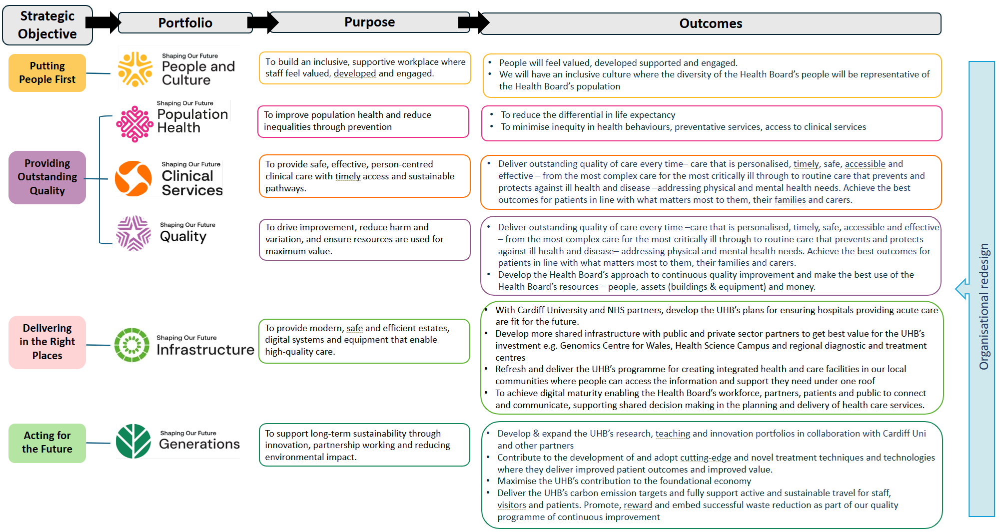 Strategic
Objective
Portfolio
Purpose
Outcomes
Putting
People First
Shaping Our Future
People and
Culture
To build an inclusive, supportive workplace where
staff feel valued, developed and engaged.
• People will feel valued, developed supported and engaged.
• We will have an inclusive culture where the diversity of the Health Board’s people will be representative of
the Health Board’s population
Providing
Outstanding
Quality
Shaping Our Future
Population
Health
To improve population health and reduce
inequalities through prevention
• To reduce the differential in life expectancy
• To minimise inequity in health behaviours, preventative services, access to clinical services
Shaping Our Future
Clinical
Services
To provide safe, effective, person-centred
clinical care with timely access and sustainable
pathways.
• Deliver outstanding quality of care every time– care that is personalised, timely, safe, accessible and
effective – from the most complex care for the most critically ill through to routine care that prevents and
protects against ill health and disease –addressing physical and mental health needs. Achieve the best
outcomes for patients in line with what matters most to them, their families and carers.
Shaping Our Future
Quality
To drive improvement, reduce harm and
variation, and ensure resources are used for
maximum value.
• Deliver outstanding quality of care every time –care that is personalised, timely, safe, accessible and effective
– from the most complex care for the most critically ill through to routine care that prevents and protects
against ill health and disease– addressing physical and mental health needs. Achieve the best outcomes for
patients in line with what matters most to them, their families and carers.
• Develop the Health Board’s approach to continuous quality improvement and make the best use of the
Health Board’s resources – people, assets (buildings & equipment) and money.
Delivering
in the Right
Places
Shaping Our Future
Infrastructure
To provide modern, safe and efficient estates,
digital systems and equipment that enable
high-quality care.
• With Cardiff University and NHS partners, develop the UHB’s plans for ensuring hospitals providing acute care
are fit for the future.
• Develop more shared infrastructure with public and private sector partners to get best value for the UHB’s
investment e.g. Genomics Centre for Wales, Health Science Campus and regional diagnostic and treatment
centres
• Refresh and deliver the UHB’s programme for creating integrated health and care facilities in our local
communities where people can access the information and support they need under one roof
• To achieve digital maturity enabling the Health Board’s workforce, partners, patients and public to connect
and communicate, supporting shared decision making in the planning and delivery of health care services.
Acting for
the Future
Shaping Our Future
Generations
To support long-term sustainability through
innovation, partnership working and reducing
environmental impact.
• Develop & expand the UHB’s research, teaching and innovation portfolios in collaboration with Cardiff Uni
and other partners
• Contribute to the development of and adopt cutting-edge and novel treatment techniques and technologies
where they deliver improved patient outcomes and improved value.
• Maximise the UHB’s contribution to the foundational economy
• Deliver the UHB’s carbon emission targets and fully support active and sustainable travel for staff,
visitors and patients. Promote, reward and embed successful waste reduction as part of our quality
programme of continuous improvement
Organisational redesign